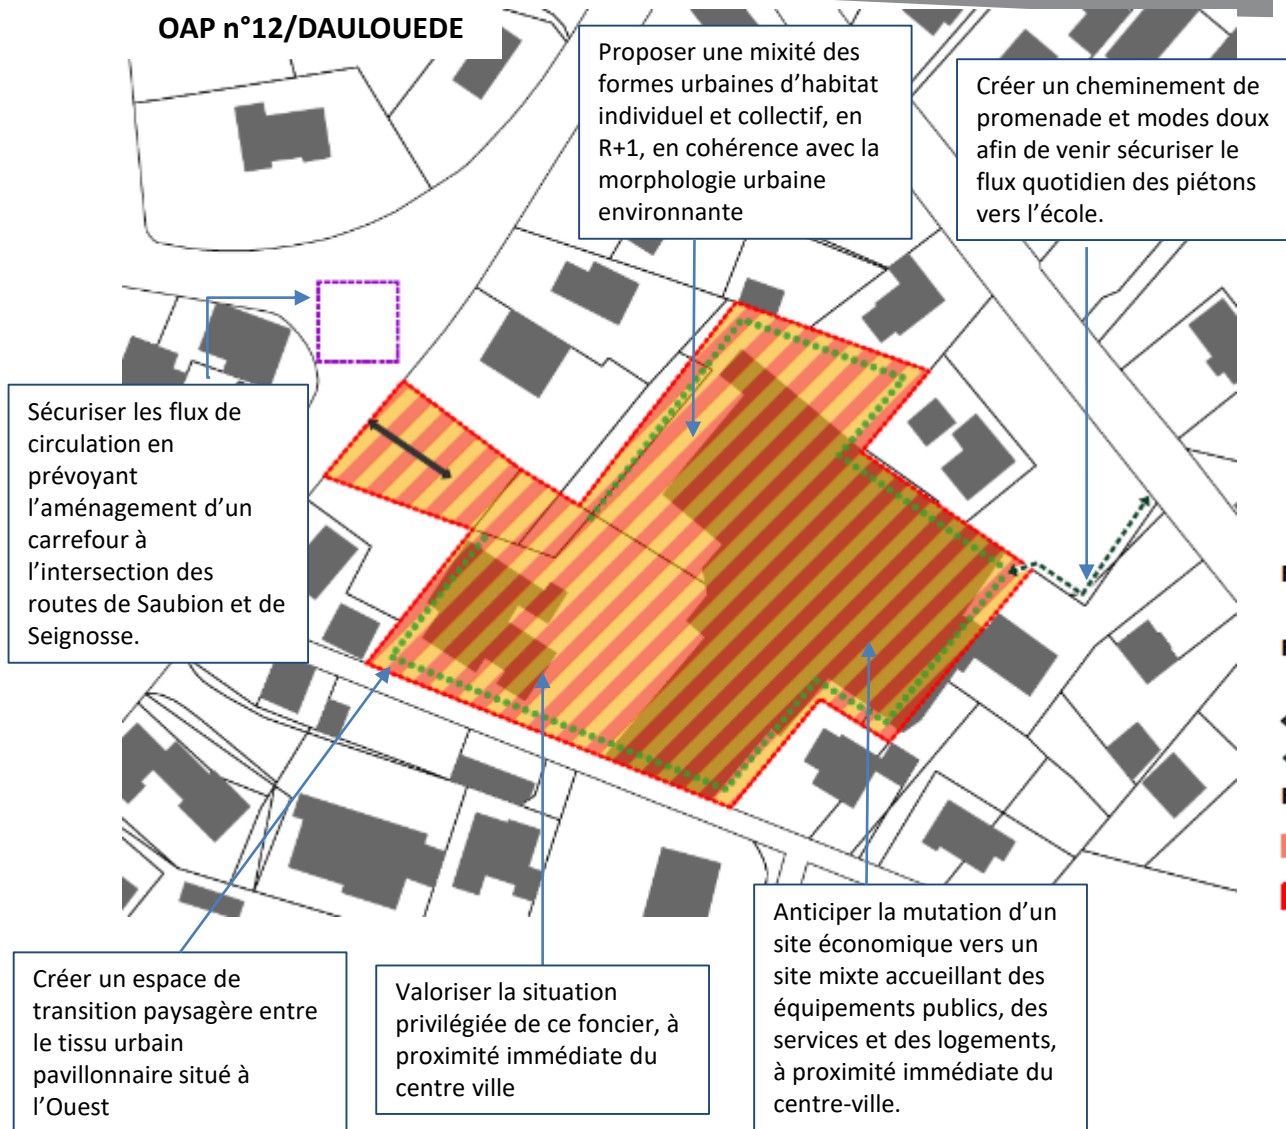 OAP n°12/DAULOUEDE
Proposer une mixité des
formes urbaines d’habitat
individuel et collectif, en
R+1, en cohérence avec la
morphologie urbaine
environnante
Créer un cheminement de
promenade et modes doux
afin de venir sécuriser le
flux quotidien des piétons
vers l’école.
Sécuriser les flux de
circulation en
prévoyant
l’aménagement d’un
carrefour à
l’intersection des
routes de Saubion et de
Seignosse.
Créer un espace de
transition paysagère entre
le tissu urbain
pavillonnaire situé à
l’Ouest
Valoriser la situation
privilégiée de ce foncier, à
proximité immédiate du
centre ville
Anticiper la mutation d’un
site économique vers un
site mixte accueillant des
équipements publics, des
services et des logements,
à proximité immédiate du
centre-ville.